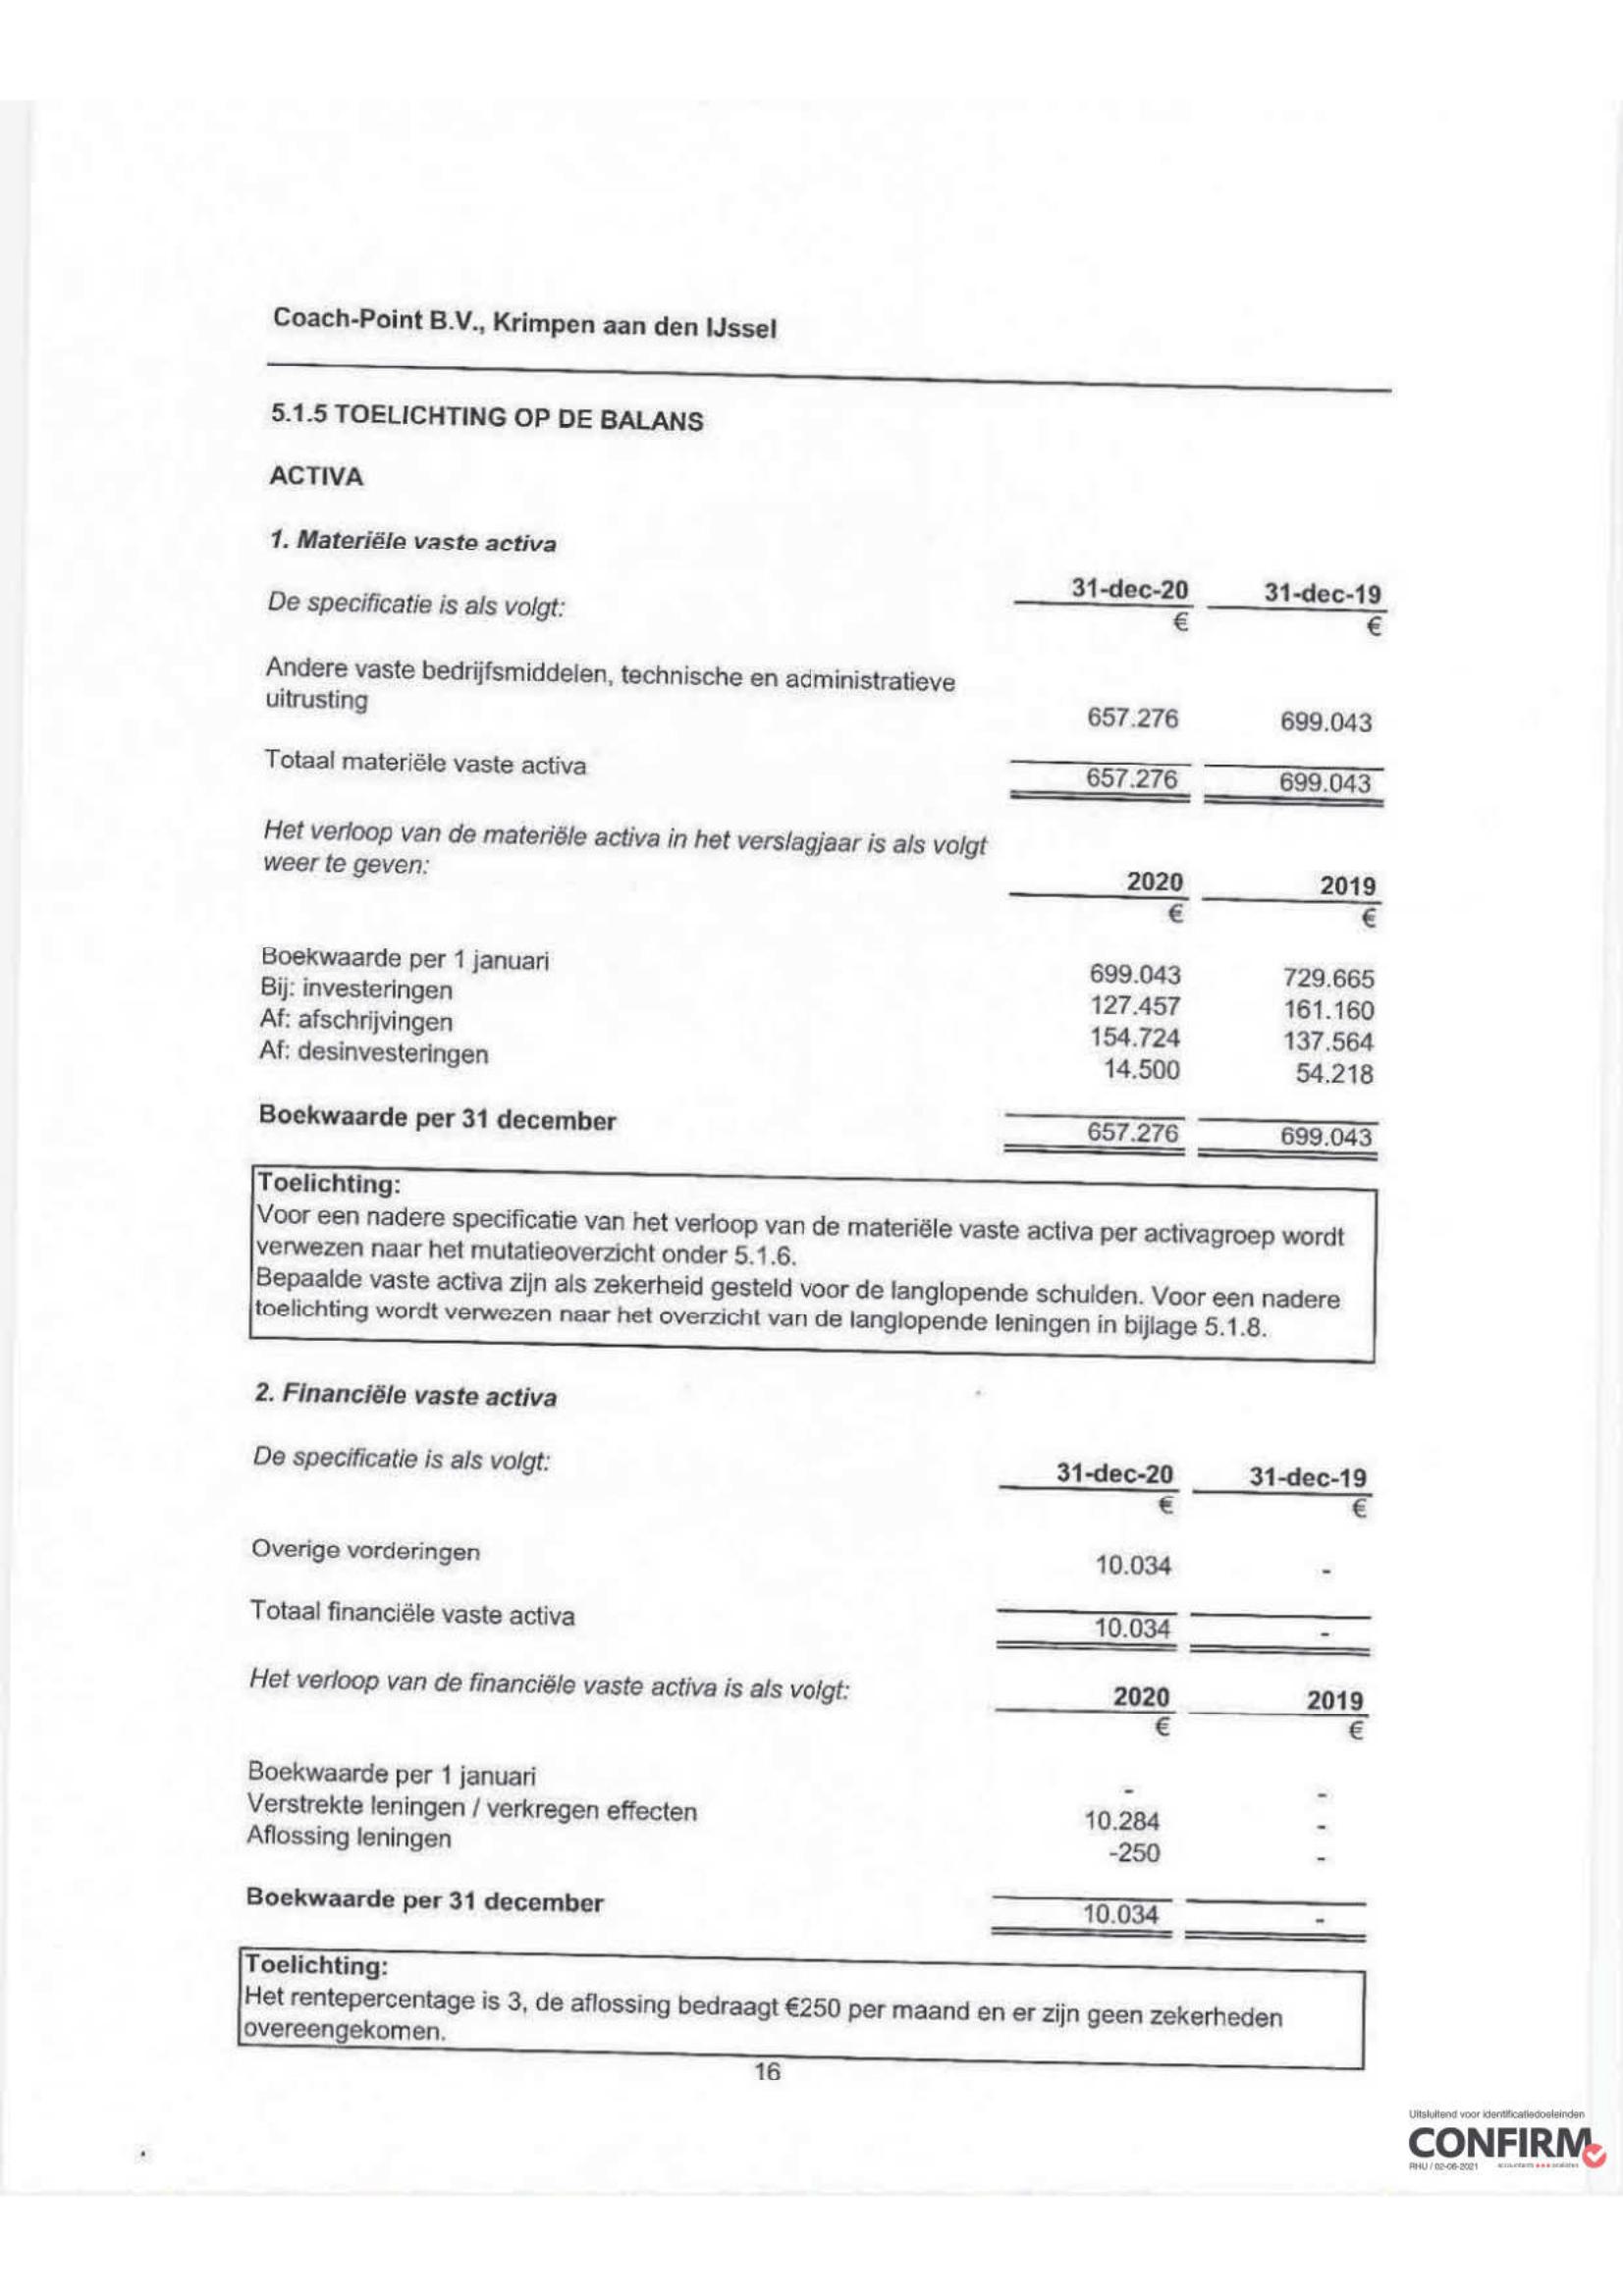 Coach-Point B.V., Krimpen aan den IJssel
5.1.5 TOELICHTING OP DE BALANS
ACTIVA
1. Materiële vaste activa
De specificatie is als volgt: 31-dec-20 31-dec-19
€ €
Andere vaste bedrijfsmiddelen, technische en administratieve
uitrusting 657.276 699.043
Totaal materiële vaste activa 657.276 699.043
Het verloop van de materiële activa in het verslagjaar is als volgt
weer te geven: 2020 2019
€ €
Boekwaarde per 1 januari 699.043 729.665
Bij: investeringen 127.457 161.160
Af: afschrijvingen 154.724 137.564
Af: desinvesteringen 14.500 54.218
Boekwaarde per 31 december 657.276 699.043
Toelichting:
Voor een nadere specificatie van het verloop van de materiële vaste activa per activagroep wordt
verwezen naar het mutatieoverzicht onder 5.1.6.
Bepaalde vaste activa zijn als zekerheid gesteld voor de langlopende schulden. Voor een nadere
toelichting wordt verwezen naar het overzicht van de langlopende leningen in bijlage 5.1.8.
2. Financiële vaste activa
De specificatie is als volgt: 31-dec-20 31-dec-19
€ €
Overige vorderingen 10.034 -
Totaal financiële vaste activa 10.034 -
Het verloop van de financiële vaste activa is als volgt: 2020 2019
€ €
Boekwaarde per 1 januari - -
Verstrekte leningen / verkregen effecten 10.284 -
Aflossing leningen -250 -
Boekwaarde per 31 december 10.034 -
Toelichting:
Het rentepercentage is 3, de aflossing bedraagt €250 per maand en er zijn geen zekerheden
overeengekomen.
16
Uitsluitend voor identificatiedoeleinden
CONFIRM
RHU / 02-06-2021